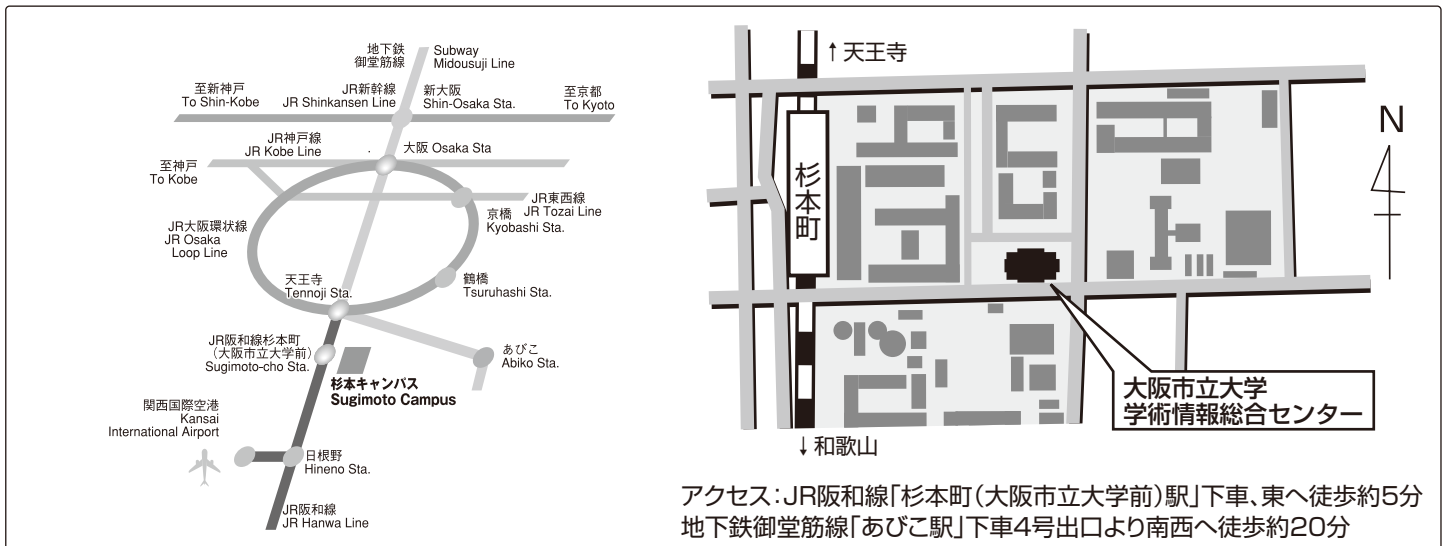 地下鉄
御堂筋線
Subway
Midousuji Line
至新神戸
To Shin-Kobe
JR新幹線
JR Shinkansen Line
新大阪
Shin-Osaka Sta.
至京都
To Kyoto
JR神戸線
JR Kobe Line
大阪 Osaka Sta
至神戸
To Kobe
JR東西線
JR Tozai Line
京橋
Kyobashi Sta.
JR大阪環状線
JR Osaka
Loop Line
天王寺
Tennoji Sta.
鶴橋
Tsuruhashi Sta.
JR阪和線杉本町
(大阪市立大学前)
Sugimoto-cho Sta.
あびこ
Abiko Sta.
杉本キャンパス
Sugimoto Campus
関西国際空港
Kansai
International Airport
日根野
Hineno Sta.
JR阪和線
JR Hanwa Line
↑天王寺
杉本町
N
大阪市立大学
学術情報総合センター
↓和歌山
アクセス:JR阪和線「杉本町(大阪市立大学前)駅」下車、東へ徒歩約5分
地下鉄御堂筋線「あびこ駅」下車4号出口より南西へ徒歩約20分